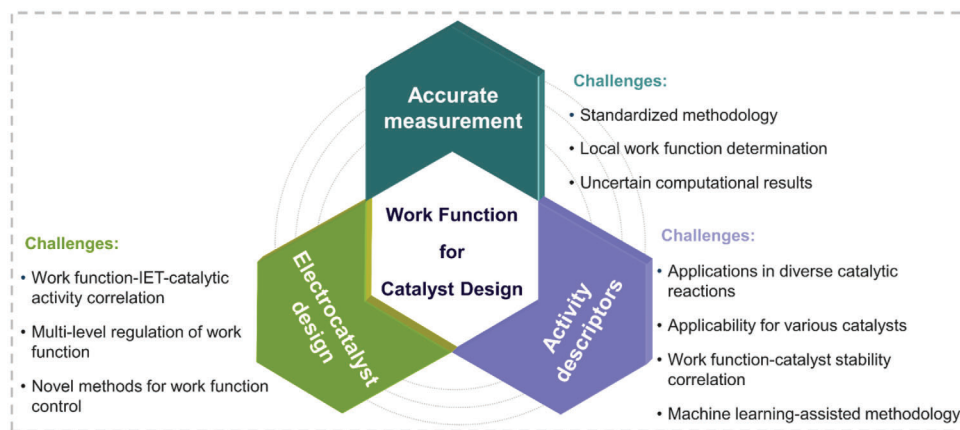 Accurate
measurement
Challenges:
• Standardized methodology
• Local work function determination
• Uncertain computational results
Work Function
for
Catalyst Design
Challenges:
• Work function-IET-catalytic
activity correlation
• Multi-level regulation of work
function
• Novel methods for work function
control
Electrocatalyst
design
Activity
descriptors
Challenges:
• Applications in diverse catalytic
reactions
• Applicability for various catalysts
• Work function-catalyst stability
correlation
• Machine learning-assisted methodology